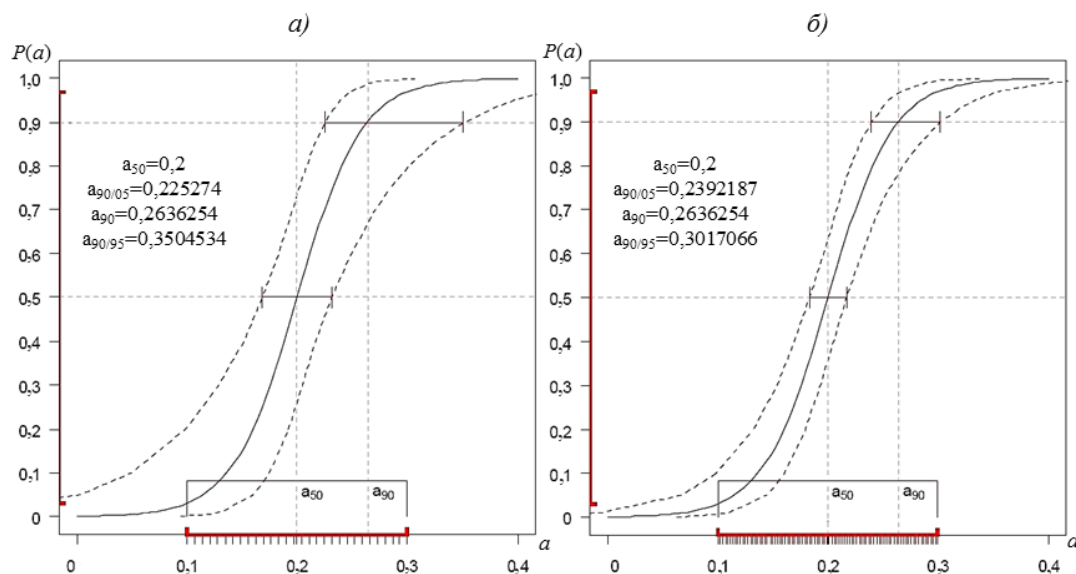 а)
P(a)
1,0
0,9
0,8
0,7
0,6
0,5
0,4
0,3
0,2
0,1
0
a50=0,2
a90/05=0,225274
a90=0,2636254
a90/95=0,3504534
a50
a90
0
0,1
0,2
0,3
0,4
a
б)
P(a)
1,0
0,9
0,8
0,7
0,6
0,5
0,4
0,3
0,2
0,1
0
a50=0,2
a90/05=0,2392187
a90=0,2636254
a90/95=0,3017066
a50
a90
0
0,1
0,2
0,3
0,4
a